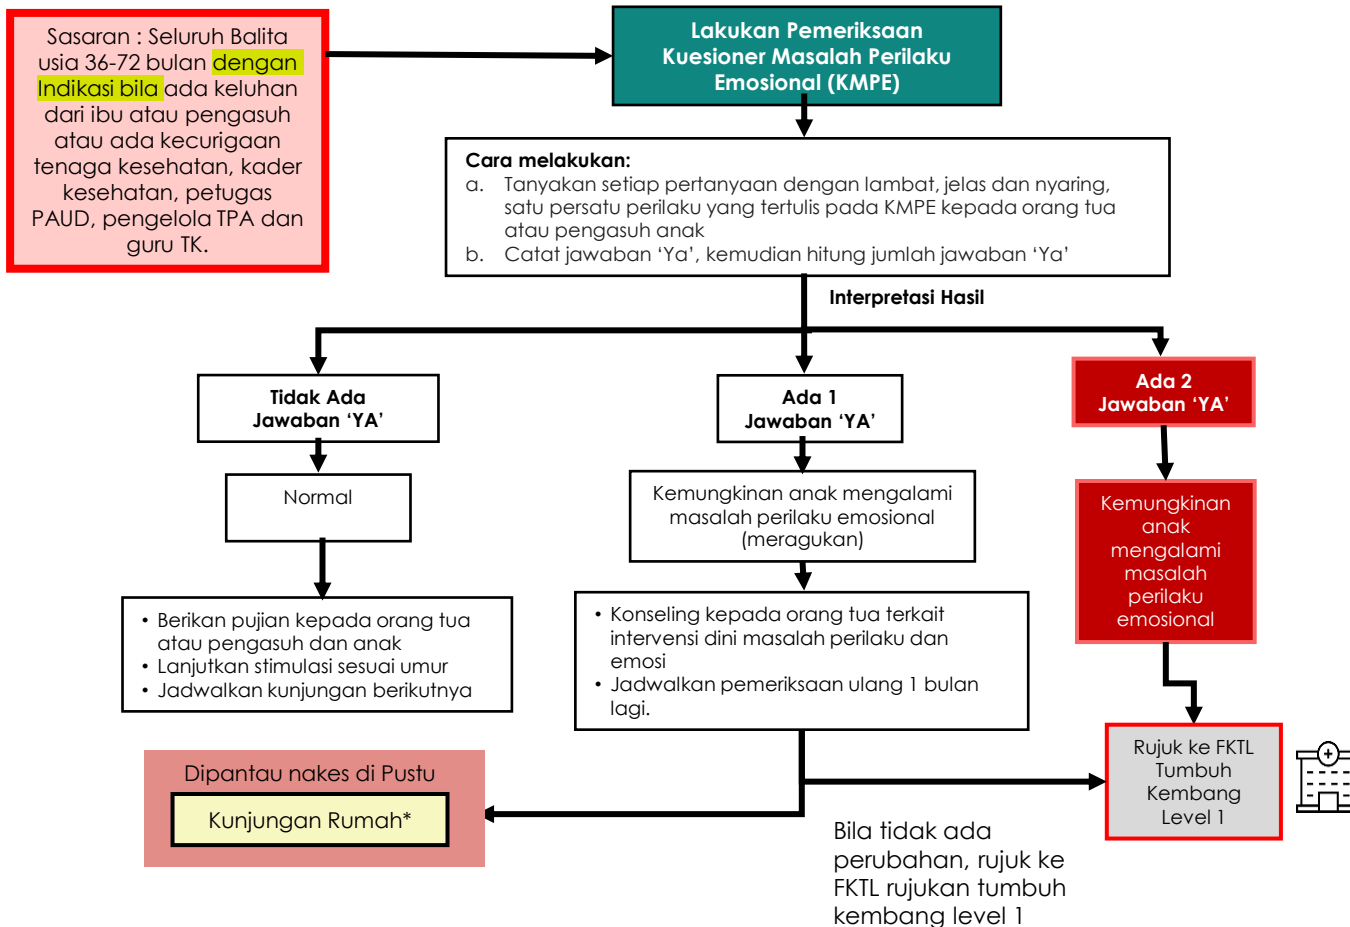 Sasaran : Seluruh Balita
usia 36-72 bulan dengan
Indikasi bila ada keluhan
dari ibu atau pengasuh
atau ada kecurigaan
tenaga kesehatan, kader
kesehatan, petugas
PAUD, pengelola TPA dan
guru TK.
Lakukan Pemeriksaan
Kuesioner Masalah Perilaku
Emosional (KMPE)
Cara melakukan:
a. Tanyakan setiap pertanyaan dengan lambat, jelas dan nyaring,
satu persatu perilaku yang tertulis pada KMPE kepada orang tua
atau pengasuh anak
b. Catat jawaban ‘Ya’, kemudian hitung jumlah jawaban ‘Ya’
Interpretasi Hasil
Tidak Ada
Jawaban ‘YA’
Normal
• Berikan pujian kepada orang tua
atau pengasuh dan anak
• Lanjutkan stimulasi sesuai umur
• Jadwalkan kunjungan berikutnya
Ada 1
Jawaban ‘YA’
Kemungkinan anak mengalami
masalah perilaku emosional
(meragukan)
• Konseling kepada orang tua terkait
intervensi dini masalah perilaku dan
emosi
• Jadwalkan pemeriksaan ulang 1 bulan
lagi.
Ada 2
Jawaban ‘YA’
Kemungkinan
anak
mengalami
masalah
perilaku
emosional
Dipantau nakes di Pustu
Kunjungan Rumah*
Rujuk ke FKTL
Tumbuh
Kembang
Level 1
Bila tidak ada
perubahan, rujuk ke
FKTL rujukan tumbuh
kembang level 1